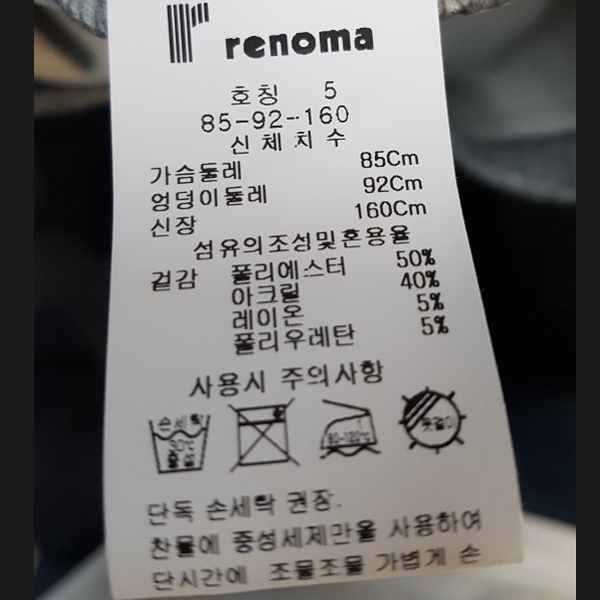 renoma
호칭 5
85-92-160
신체치수
가슴둘레 85Cm
엉덩이둘레 92Cm
신장 160Cm
섬유의조성및혼용율
겉감 폴리에스터 50%
아크릴 40%
레이온 5%
폴리우레탄 5%
사용시 주의사항
손세탁
30℃
중성
80-120℃
옷걸이
단독 손세탁 권장.
찬물에 중성세제만을 사용하여
단시간에 조물조물 가볍게 손